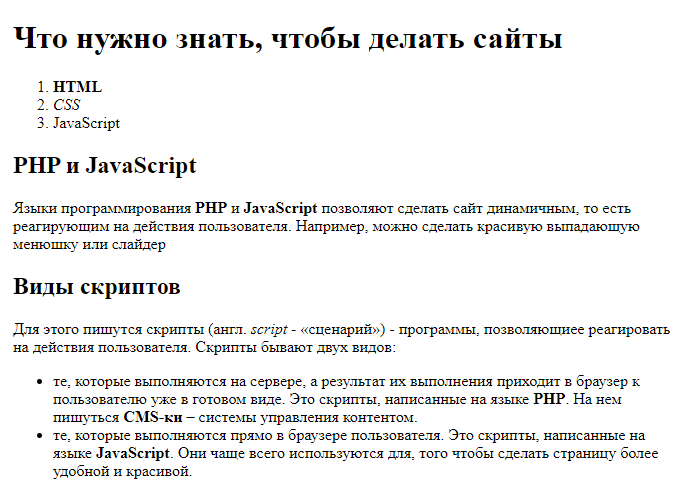 Что нужно знать, чтобы делать сайты
1. HTML
2. CSS
3. JavaScript
PHP и JavaScript
Языки программирования PHP и JavaScript позволяют сделать сайт динамичным, то есть
реагирующим на действия пользователя. Например, можно сделать красивую выпадающую
менюшку или слайдер
Виды скриптов
Для этого пишутся скрипты (англ. script - «сценарий») - программы, позволяющиее реагировать
на действия пользователя. Скрипты бывают двух видов:
• те, которые выполняются на сервере, а результат их выполнения приходит в браузер к
пользователю уже в готовом виде. Это скрипты, написанные на языке PHP. На нем
пишуться CMS-ки – системы управления контентом.
• те, которые выполняются прямо в браузере пользователя. Это скрипты, написанные на
языке JavaScript. Они чаще всего используются для, того чтобы сделать страницу более
удобной и красивой.